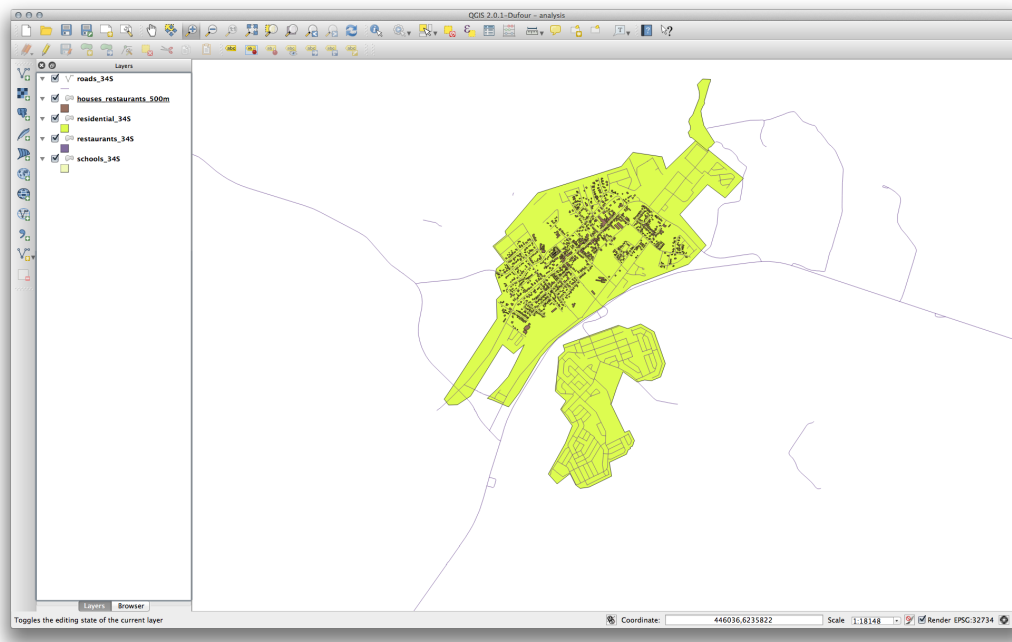 QGIS 2.0.1-Dufour - analysis
Layers
roads_34S
houses_restaurants_500m
residential_34S
restaurants_34S
schools_34S
Layers
Browser
Toggles the editing state of the current layer
Coordinate:
446036,6235822
Scale
1:18148
Render
EPSG:32734